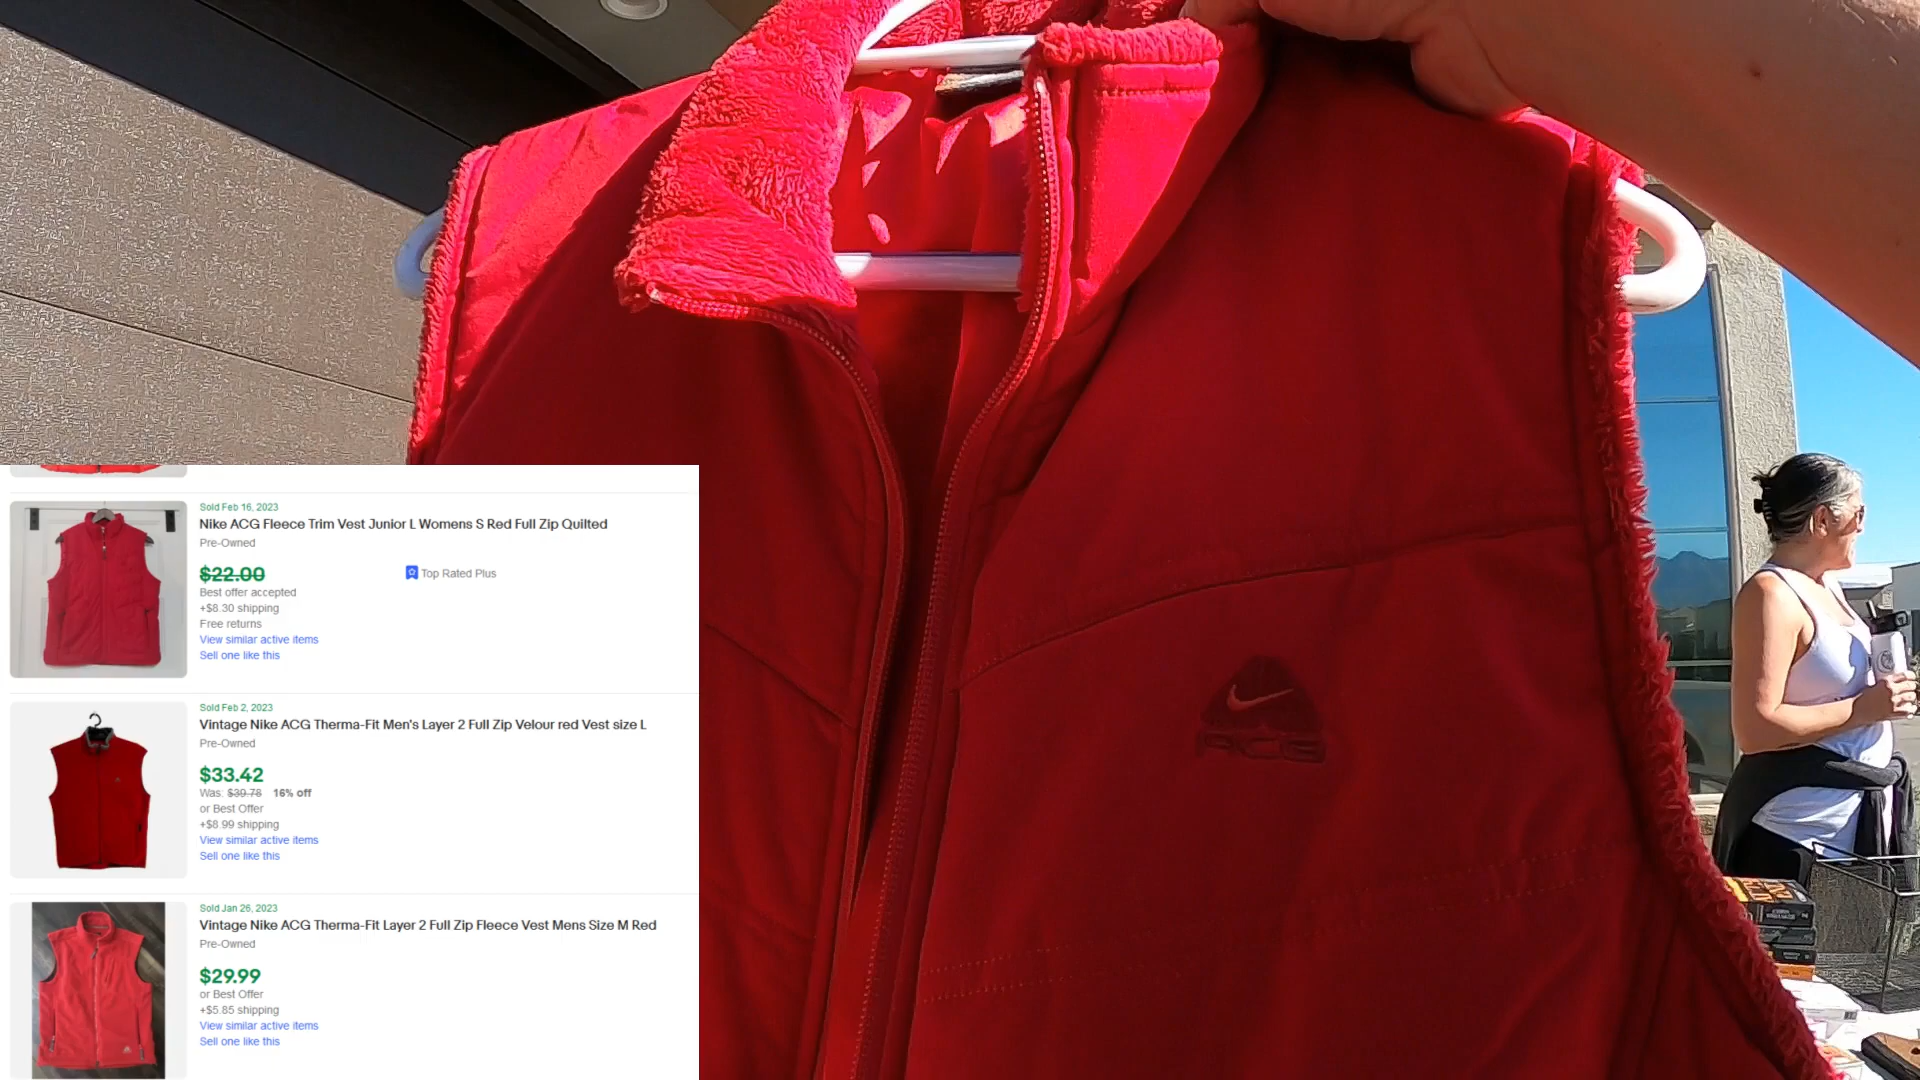 Sold Feb 16, 2023
Nike ACG Fleece Trim Vest Junior L Womens S Red Full Zip Quilted
Pre-Owned
$22.00
Top Rated Plus
Best offer accepted
+$8.30 shipping
Free returns
View similar active items
Sell one like this
Sold Feb 2, 2023
Vintage Nike ACG Therma-Fit Men's Layer 2 Full Zip Velour red Vest size L
Pre-Owned
$33.42
Was: $39.78 16% off
or Best Offer
+$8.99 shipping
View similar active items
Sell one like this
Sold Jan 26, 2023
Vintage Nike ACG Therma-Fit Layer 2 Full Zip Fleece Vest Mens Size M Red
Pre-Owned
$29.99
or Best Offer
+$5.85 shipping
View similar active items
Sell one like this
ACG